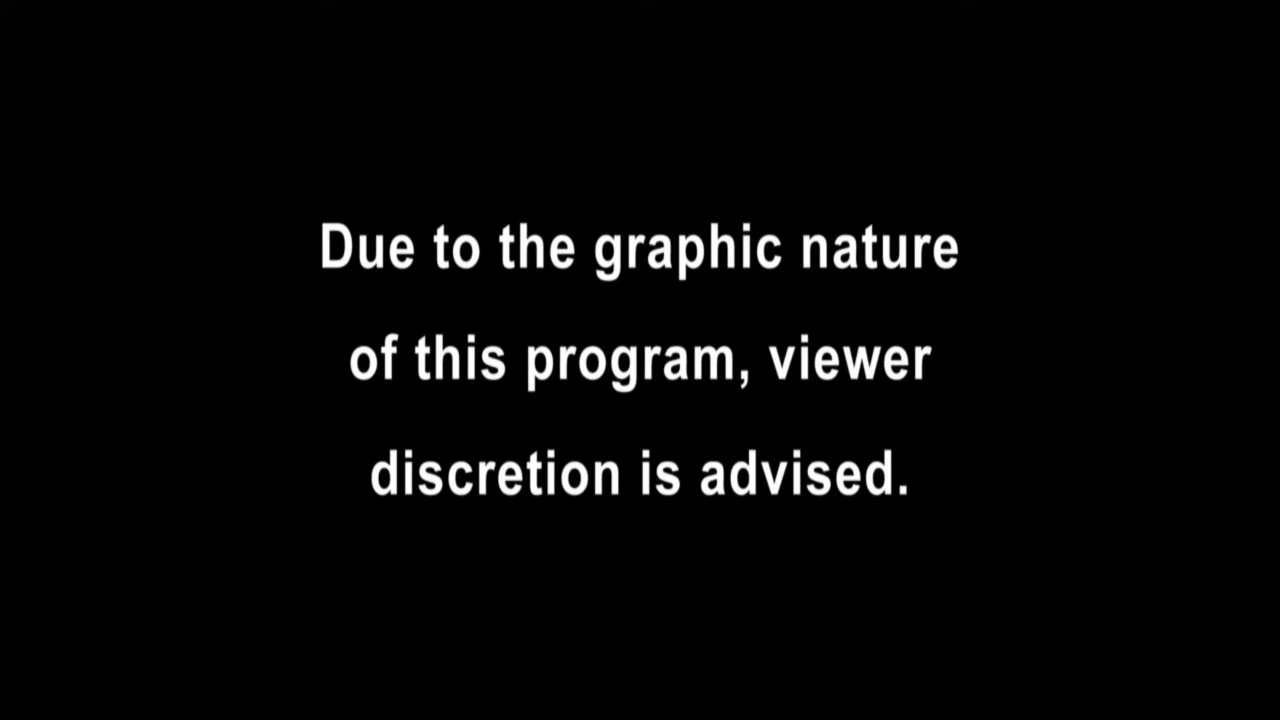 Due to the graphic nature
of this program, viewer
discretion is advised.